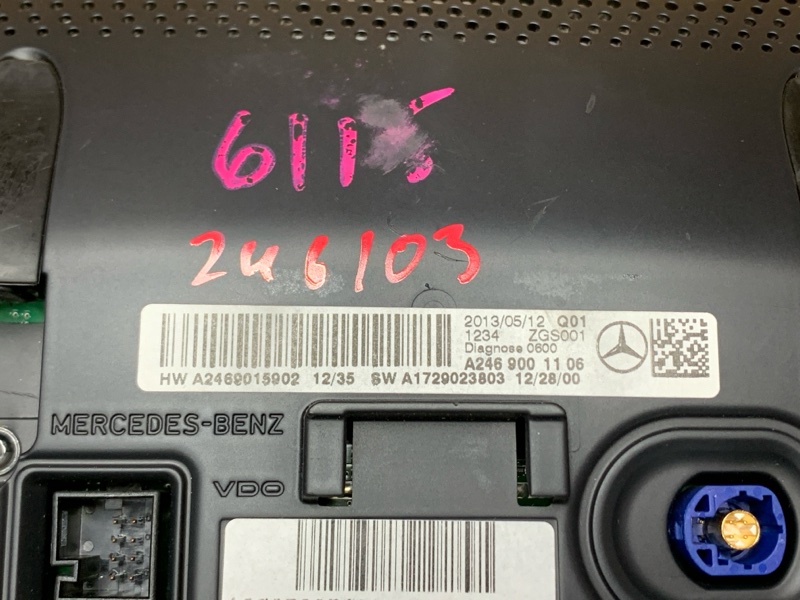 6115
246103
2013/05/12 Q01
1234 ZGS001
Diagnose 0600
A246 900 11 06
HW A2469015902 12/35 SW A1729023803 12/28/00
MERCEDES-BENZ
VDO